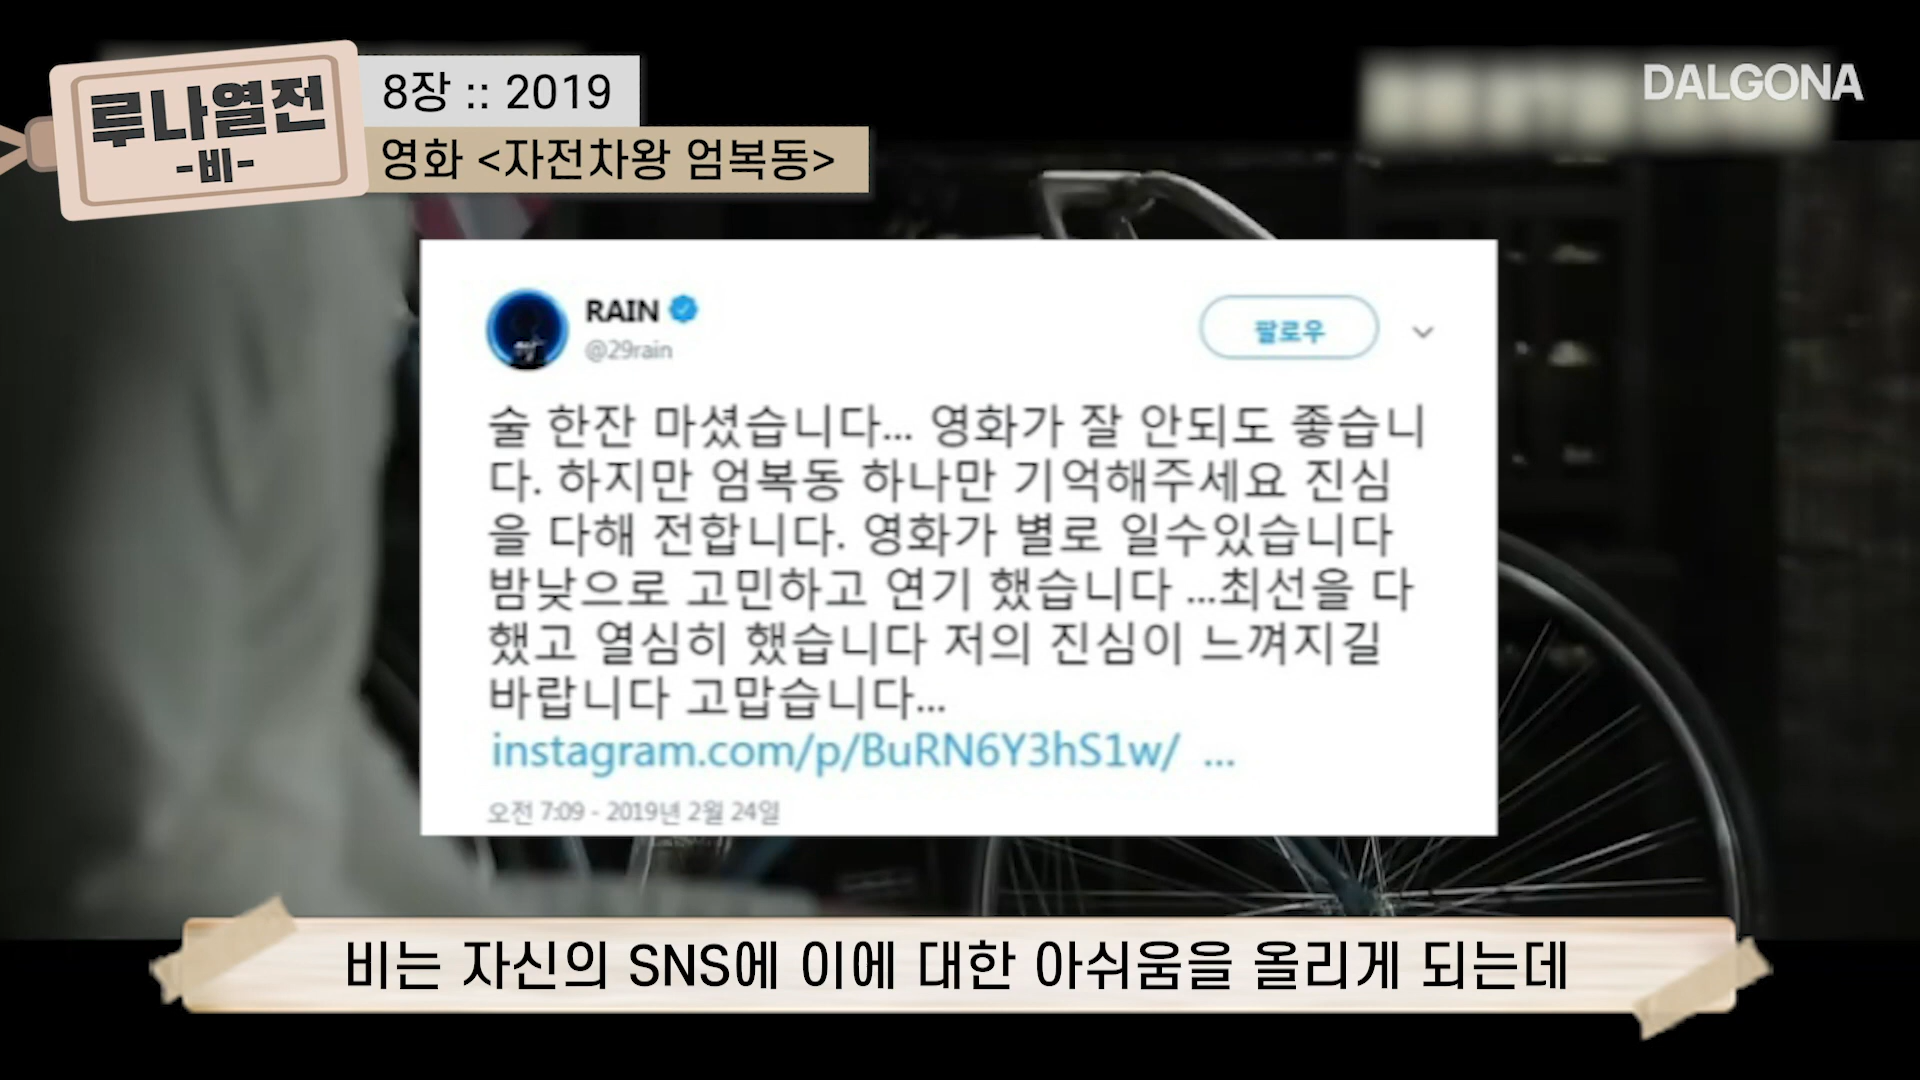 루나열전
-비-
8장 :: 2019
영화 <자전차왕 엄복동>
DALGONA
RAIN
@29rain
팔로우
술 한잔 마셨습니다... 영화가 잘 안되도 좋습니
다. 하지만 엄복동 하나만 기억해주세요 진심
을 다해 전합니다. 영화가 별로 일수있습니다
밤낮으로 고민하고 연기 했습니다 ...최선을 다
했고 열심히 했습니다 저의 진심이 느껴지길
바랍니다 고맙습니다...
instagram.com/p/BuRN6Y3hS1w/ ...
오전 7:09 - 2019년 2월 24일
비는 자신의 SNS에 이에 대한 아쉬움을 올리게 되는데